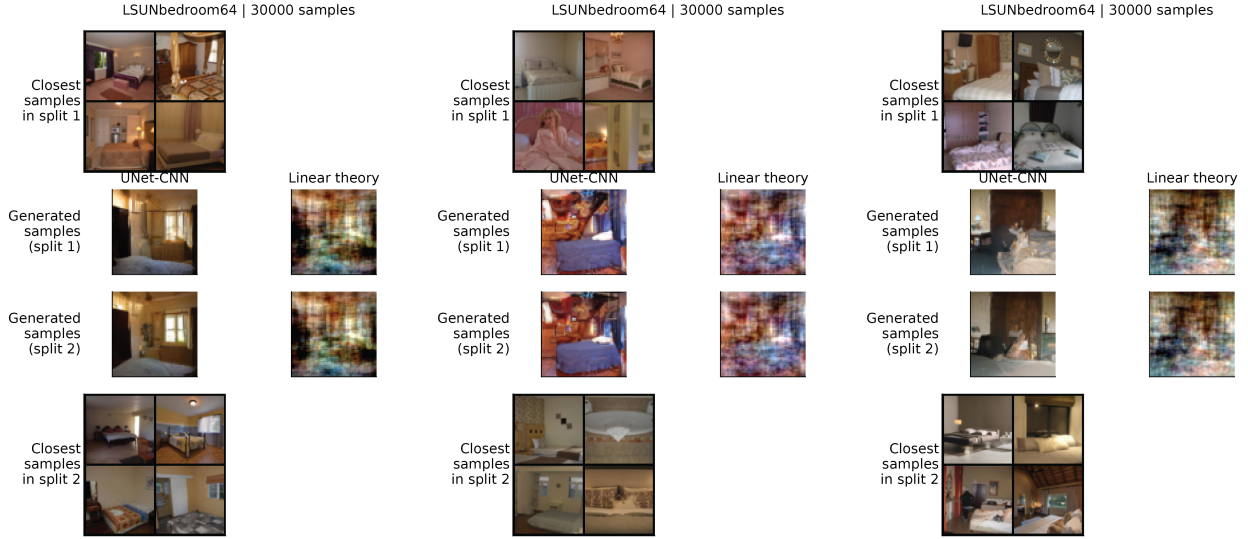 LSUNbedroom64 | 30000 samples
Closest
samples
in split 1
UNet-CNN
Linear theory
Generated
samples
(split 1)
Generated
samples
(split 2)
Closest
samples
in split 2
LSUNbedroom64 | 30000 samples
Closest
samples
in split 1
UNet-CNN
Linear theory
Generated
samples
(split 1)
Generated
samples
(split 2)
Closest
samples
in split 2
LSUNbedroom64 | 30000 samples
Closest
samples
in split 1
UNet-CNN
Linear theory
Generated
samples
(split 1)
Generated
samples
(split 2)
Closest
samples
in split 2